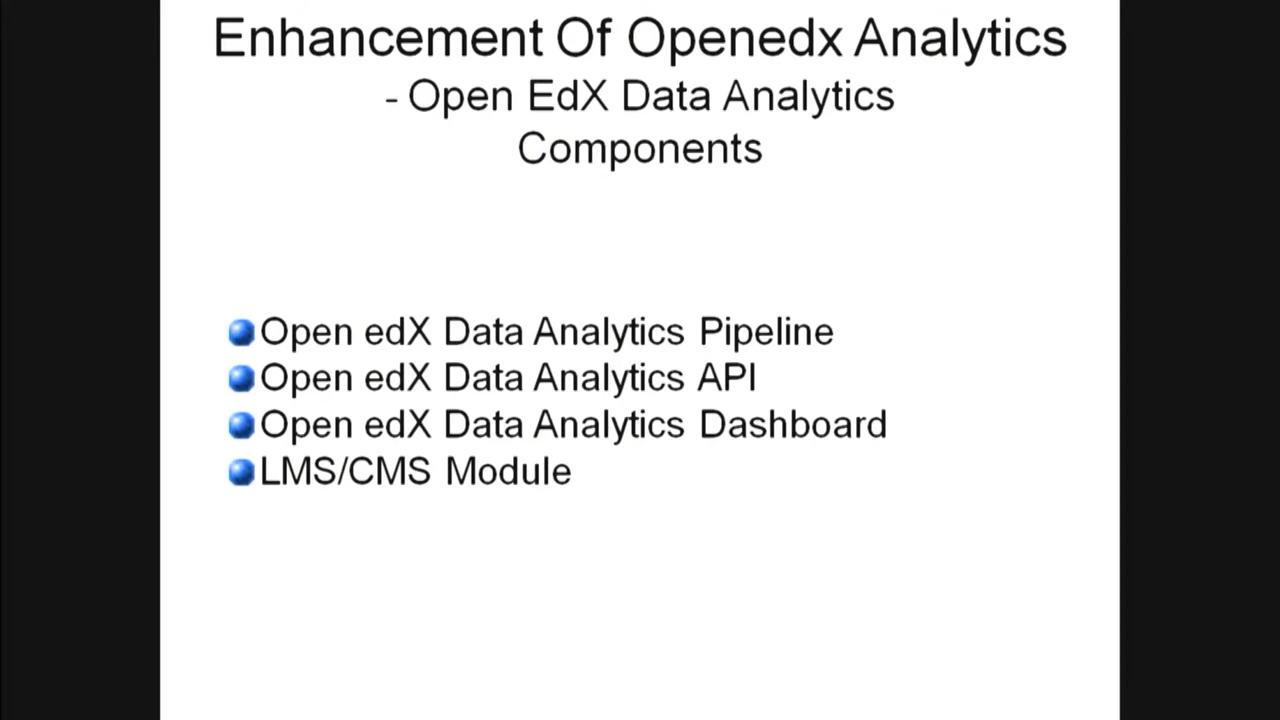 Enhancement Of Openedx Analytics
- Open EdX Data Analytics
Components
Open edX Data Analytics Pipeline
Open edX Data Analytics API
Open edX Data Analytics Dashboard
LMS/CMS Module